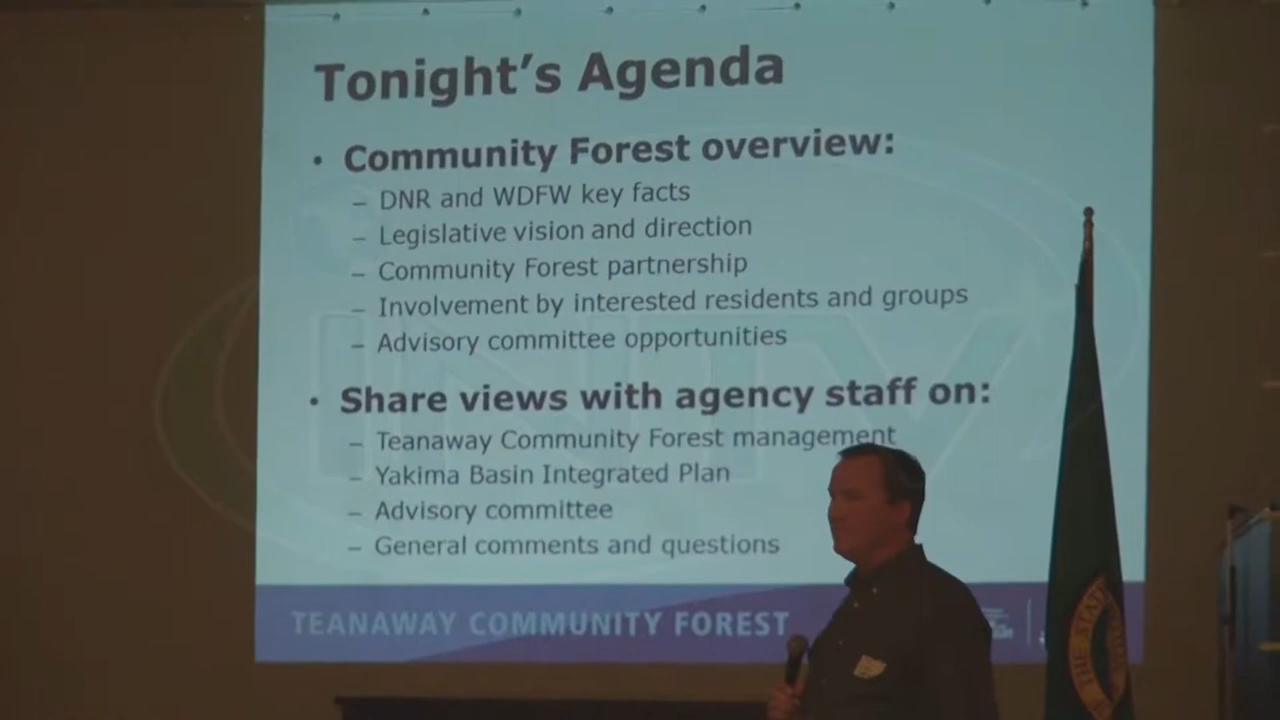 Tonight's Agenda
• Community Forest overview:
– DNR and WDFW key facts
– Legislative vision and direction
– Community Forest partnership
– Involvement by interested residents and groups
– Advisory committee opportunities
• Share views with agency staff on:
– Teanaway Community Forest management
– Yakima Basin Integrated Plan
– Advisory committee
– General comments and questions
TEANAWAY COMMUNITY FOREST
THE STATE